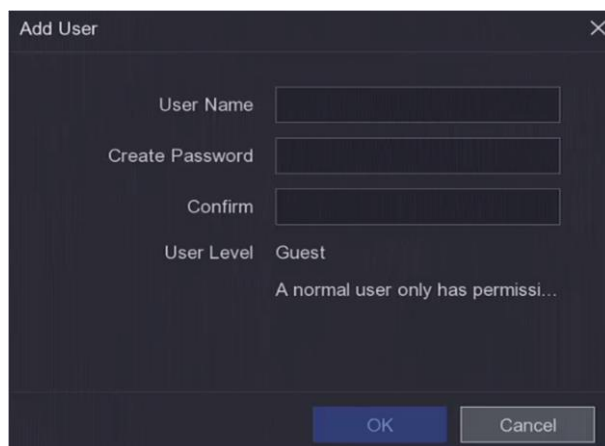 Add User
User Name
Create Password
Confirm
User Level Guest
A normal user only has permissi...
OK Cancel